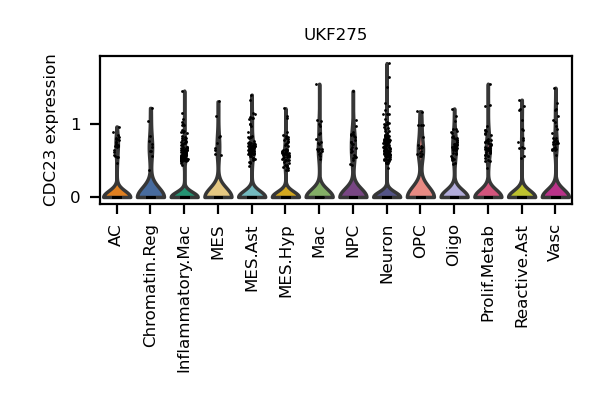 UKF275
CDC23 expression
1
0
AC
Chromatin.Reg
Inflammatory.Mac
MES
MES.Ast
MES.Hyp
Mac
NPC
Neuron
OPC
Oligo
Prolif.Metab
Reactive.Ast
Vasc